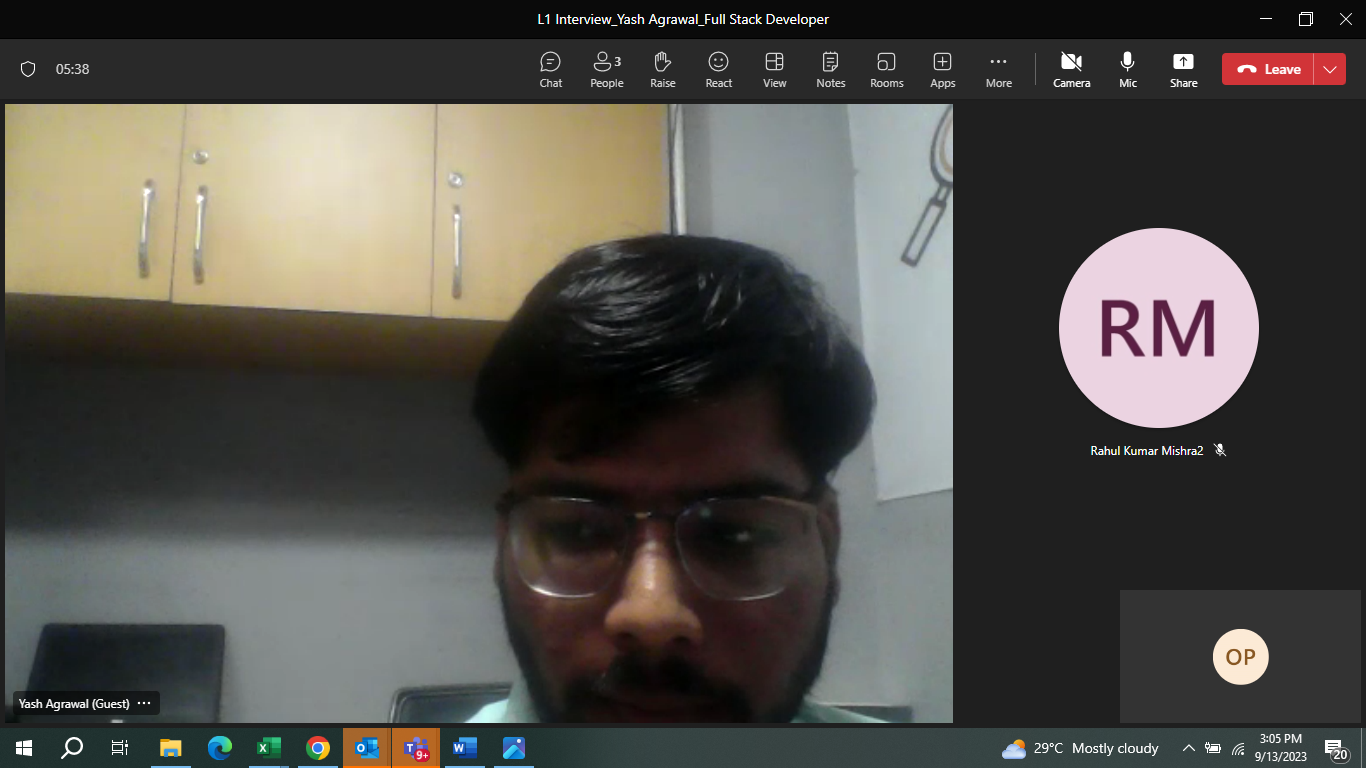 L1 Interview_Yash Agrawal_Full Stack Developer
05:38
Chat
People 3
Raise
React
View
Notes
Rooms
Apps
More
Camera
Mic
Share
Leave
RM
Rahul Kumar Mishra2
OP
Yash Agrawal (Guest) ···
9+
29°C Mostly cloudy
3:05 PM
9/13/2023
20